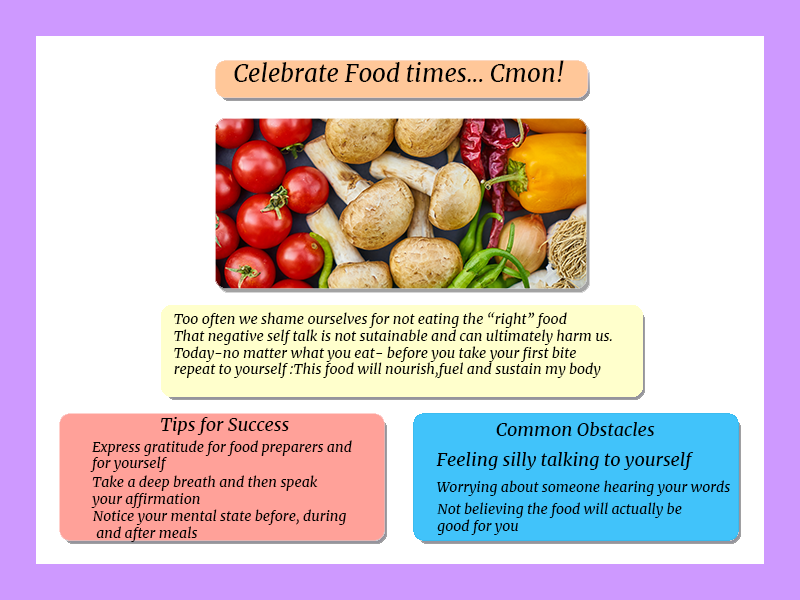 Celebrate Food times... Cmon!
Too often we shame ourselves for not eating the “right” food
That negative self talk is not sutainable and can ultimately harm us.
Today-no matter what you eat- before you take your first bite
repeat to yourself :This food will nourish,fuel and sustain my body
Tips for Success
Express gratitude for food preparers and
for yourself
Take a deep breath and then speak
your affirmation
Notice your mental state before, during
and after meals
Common Obstacles
Feeling silly talking to yourself
Worrying about someone hearing your words
Not believing the food will actually be
good for you